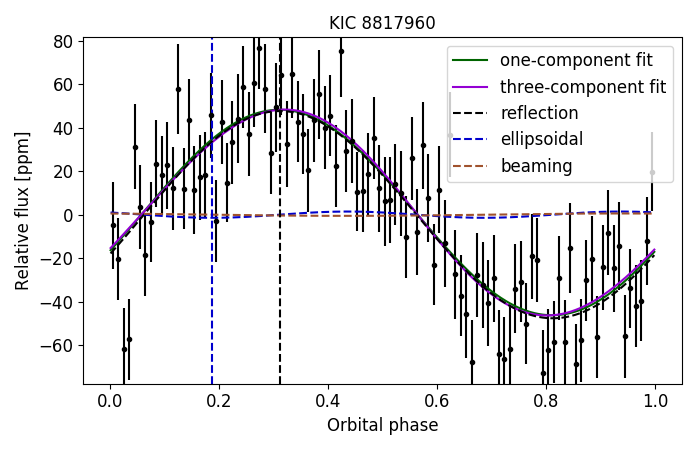 KIC 8817960
one-component fit
three-component fit
reflection
ellipsoidal
beaming
Relative flux [ppm]
80
60
40
20
0
−20
−40
−60
0.0 0.2 0.4 0.6 0.8 1.0
Orbital phase